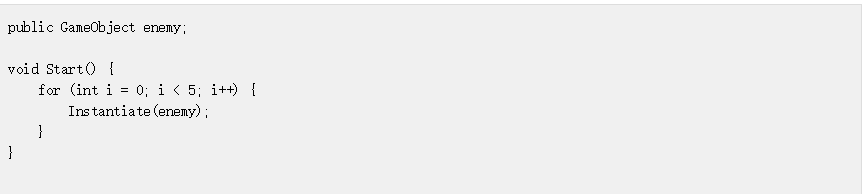 public GameObject enemy;

void Start() {
    for (int i = 0; i < 5; i++) {
        Instantiate(enemy);
    }
}